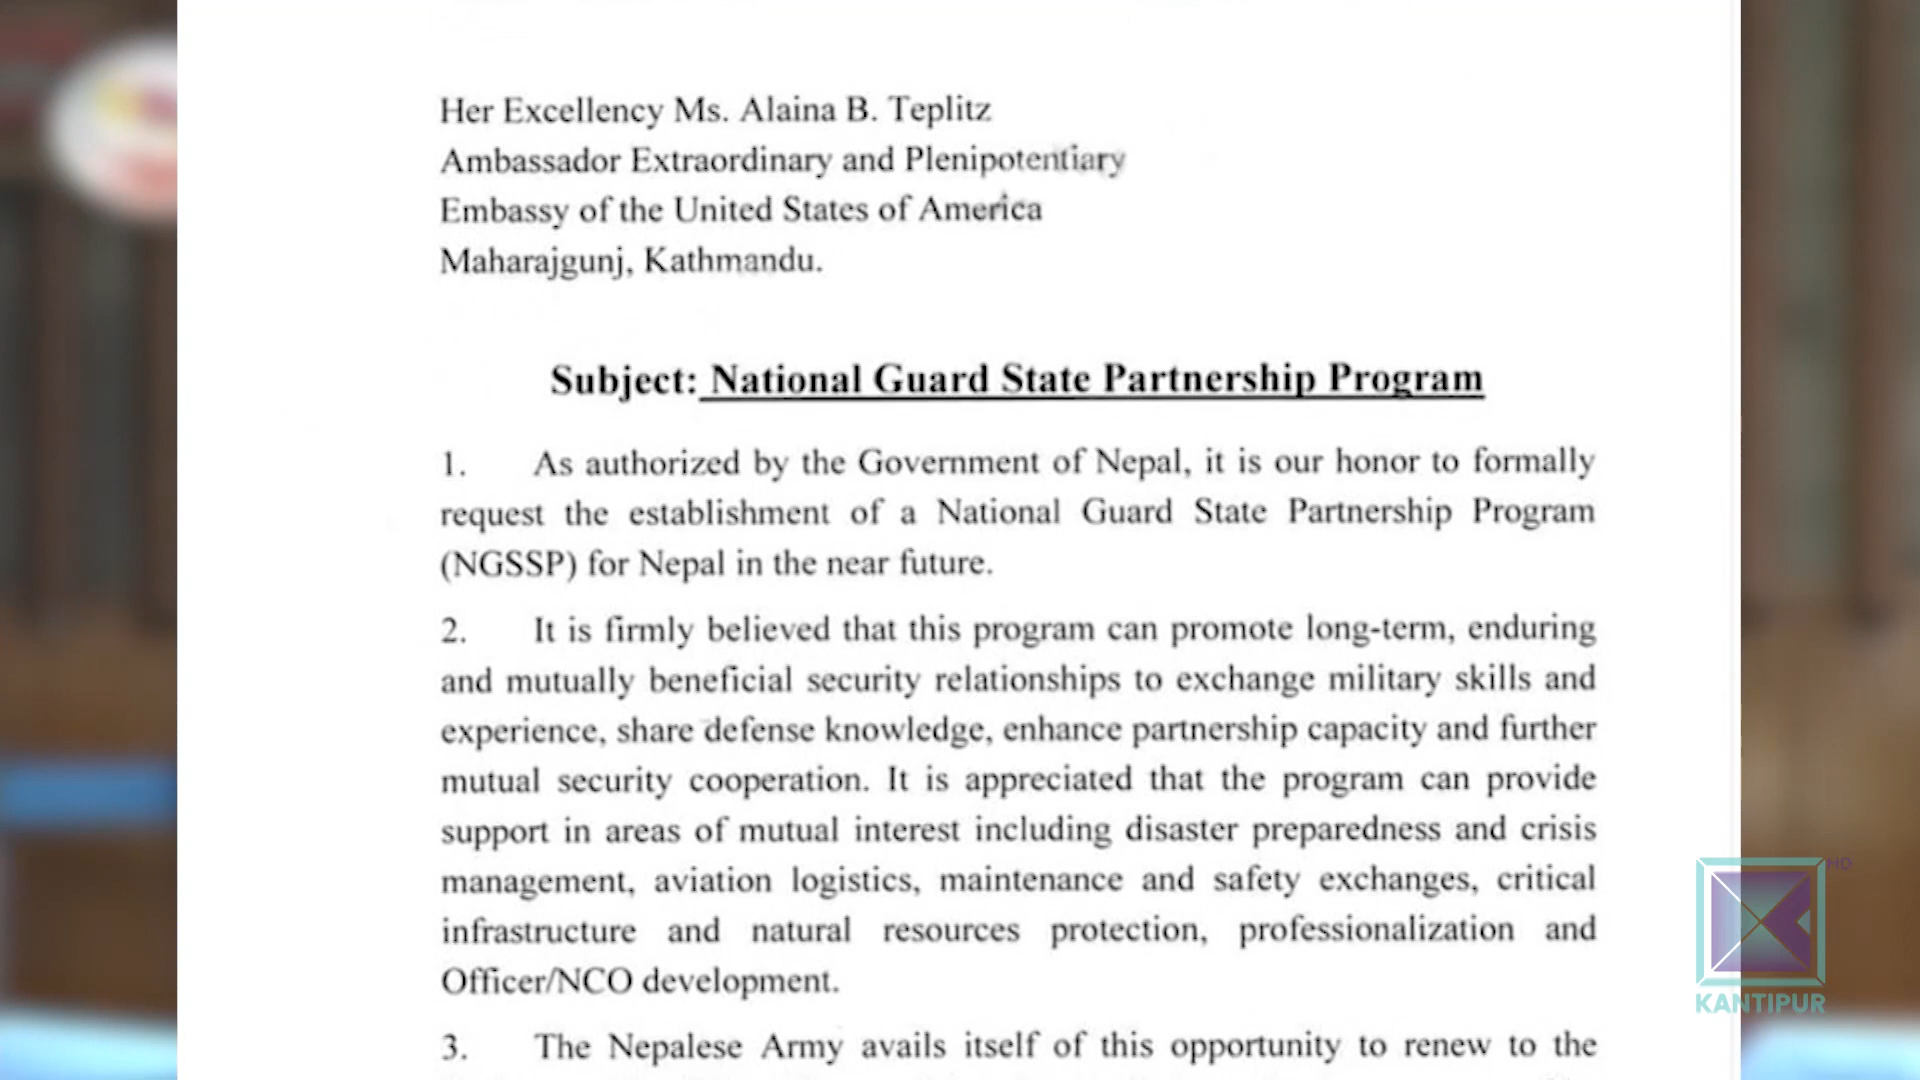 Her Excellency Ms. Alaina B. Teplitz
Ambassador Extraordinary and Plenipotentiary
Embassy of the United States of America
Maharajgunj, Kathmandu.
Subject: National Guard State Partnership Program
1. As authorized by the Government of Nepal, it is our honor to formally
request the establishment of a National Guard State Partnership Program
(NGSSP) for Nepal in the near future.
2. It is firmly believed that this program can promote long-term, enduring
and mutually beneficial security relationships to exchange military skills and
experience, share defense knowledge, enhance partnership capacity and further
mutual security cooperation. It is appreciated that the program can provide
support in areas of mutual interest including disaster preparedness and crisis
management, aviation logistics, maintenance and safety exchanges, critical
infrastructure and natural resources protection, professionalization and
Officer/NCO development.
3. The Nepalese Army avails itself of this opportunity to renew to the
HD
KANTIPUR